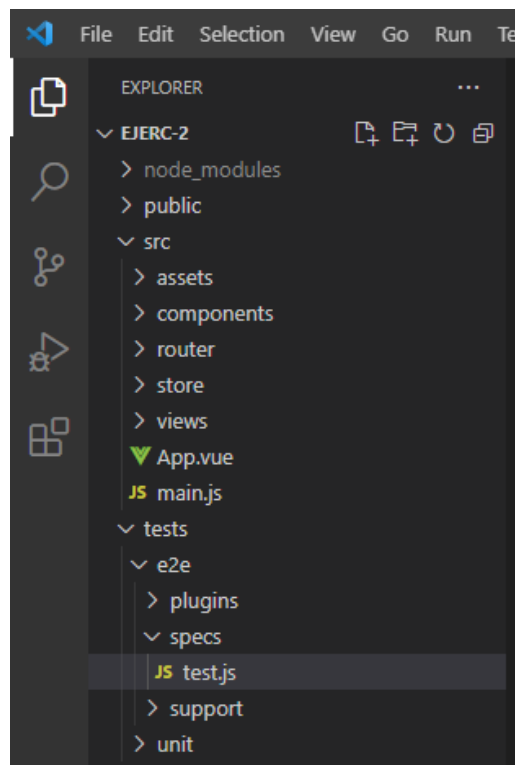 File Edit Selection View Go Run Te
EXPLORER
EJERC-2
node_modules
public
src
assets
components
router
store
views
App.vue
JS main.js
tests
e2e
plugins
specs
JS test.js
support
unit